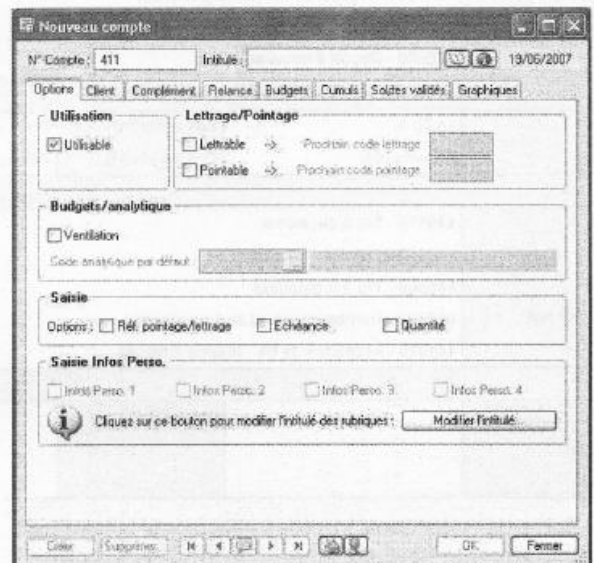 Nouveau compte
N° Compte : 411 Intitulé : 19/06/2007
Options Client Complément Relance Budgets Cumuls Soldes validés Graphiques
Utilisation Lettrage/Pointage
Utilisable Lettrable Prochain code lettrage
Pointable Prochain code pointage
Budgets/analytique
Ventilation
Code analytique par défaut
Saisie
Options : Réf. pointage/lettrage Echéance Quantité
Saisie Infos Perso.
Infos Perso. 1 Infos Perso. 2 Infos Perso. 3 Infos Perso. 4
Cliquez sur ce bouton pour modifier l'intitulé des rubriques : Modifier l'intitulé...
Créer Supprimer OK Fermer